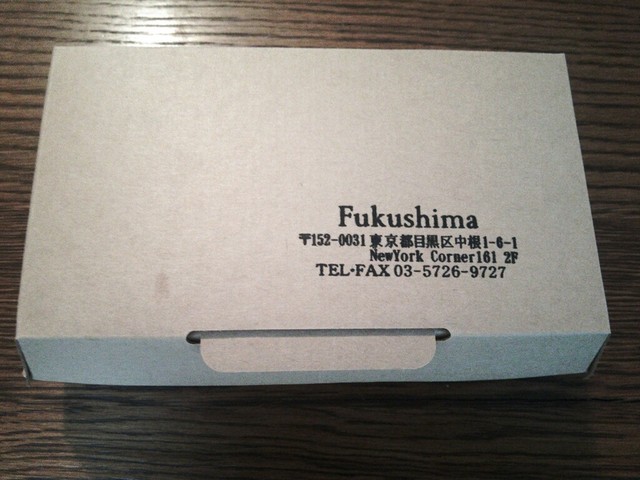 Fukushima
〒152-0031 東京都目黒区中根1-6-1
NewYork Corner161 2F
TEL・FAX 03-5726-9727